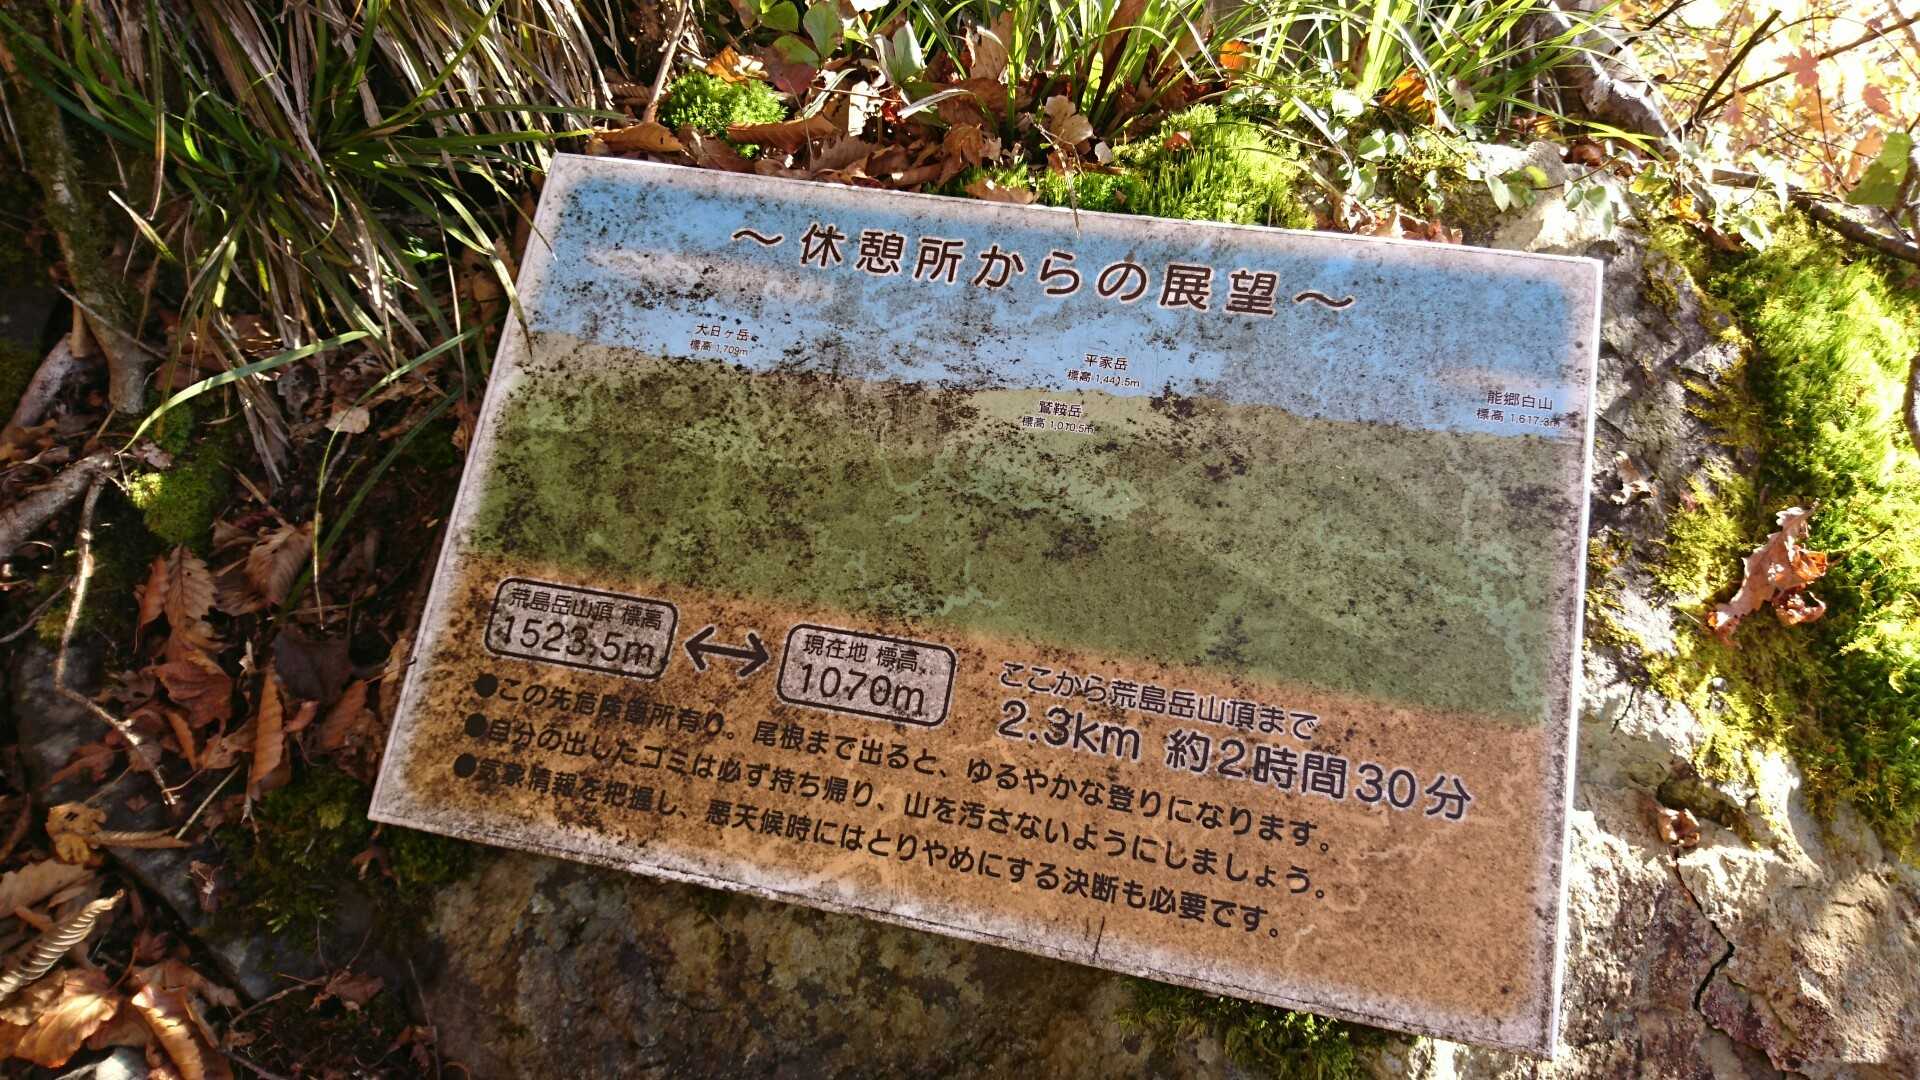 ～休憩所からの展望～
大日ヶ岳
標高 1,709m
平家岳
標高 1,441.5m
鷲鞍岳
標高 1,010.5m
能郷白山
標高 1,617.3m
荒島岳山頂 標高
1523.5m
現在地 標高
1070m
ここから荒島岳山頂まで
2.3km 約2時間30分
●この先危険箇所有り。尾根まで出ると、ゆるやかな登りになります。
●自分の出したゴミは必ず持ち帰り、山を汚さないようにしましょう。
●気象情報を把握し、悪天候時にはとりやめにする決断も必要です。